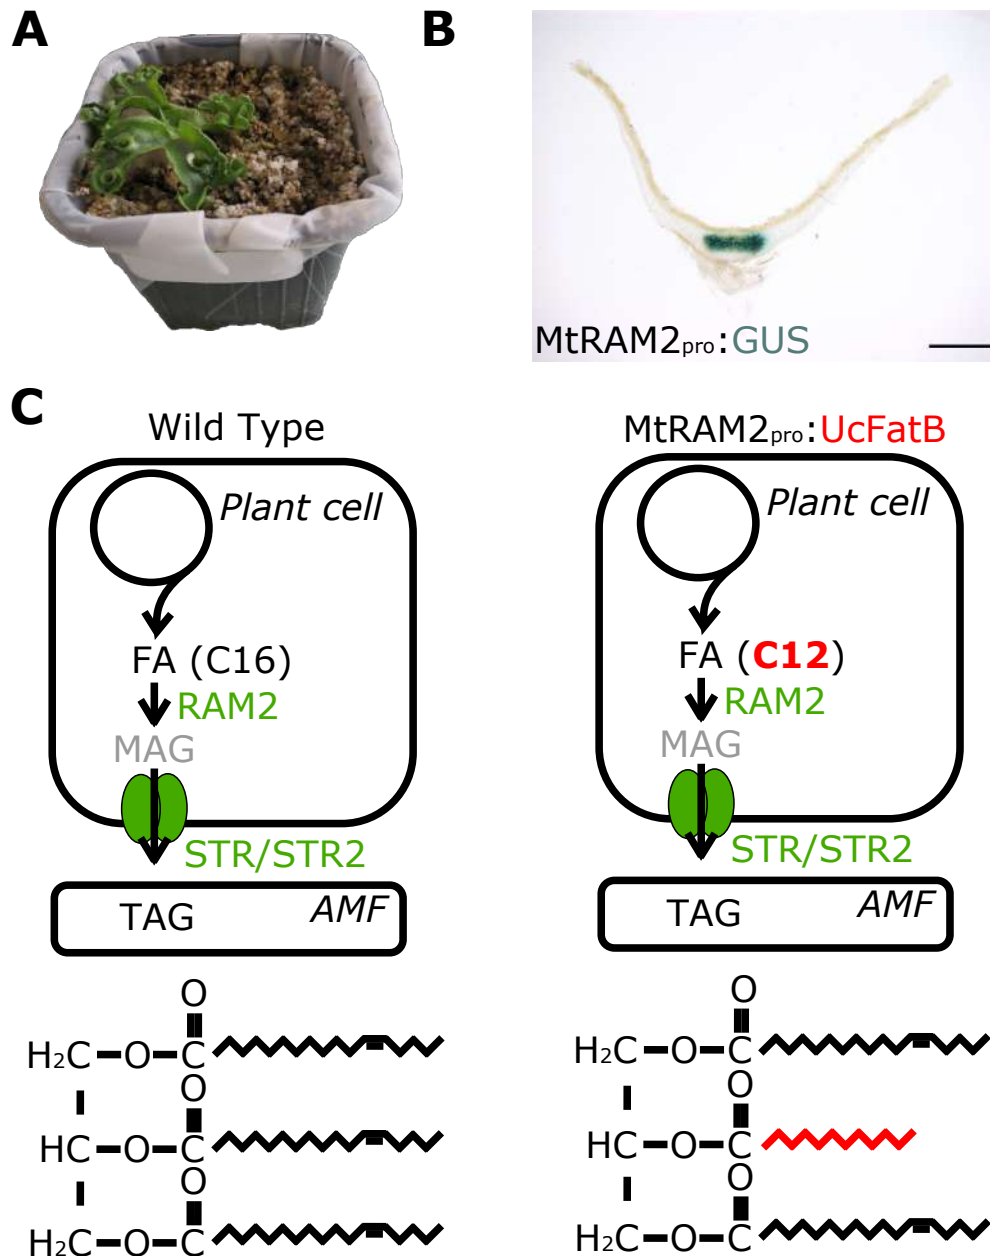 A
B
MtRAM2pro:GUS
C
Wild Type
Plant cell
FA (C16)
RAM2
MAG
STR/STR2
TAG
AMF
O
H2C O C
O
HC O C
O
H2C O C
MtRAM2pro:UcFatB
Plant cell
FA (C12)
RAM2
MAG
STR/STR2
TAG
AMF
O
H2C O C
O
HC O C
O
H2C O C